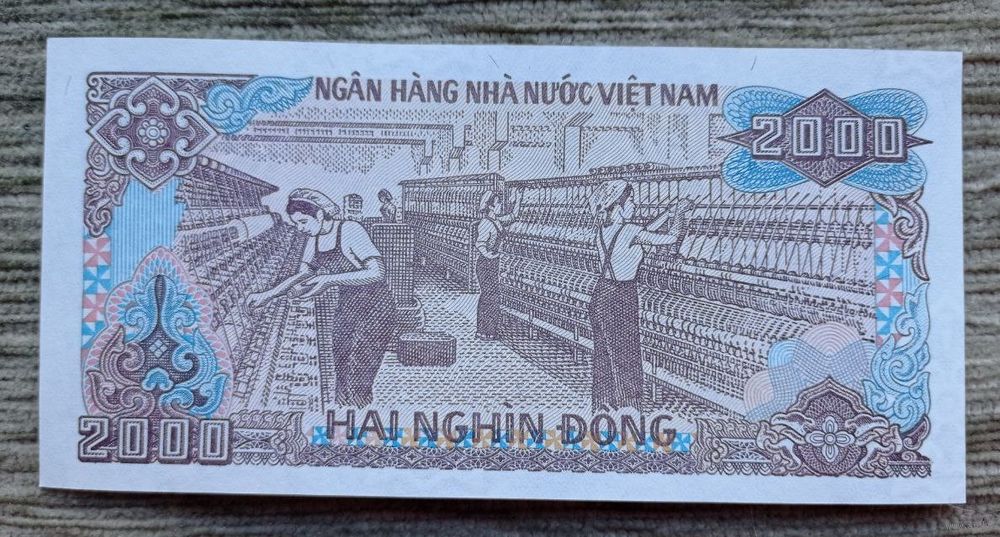 NGÂN HÀNG NHÀ NƯỚC VIỆT NAM
2000
2000
HAI NGHÌN ĐỒNG